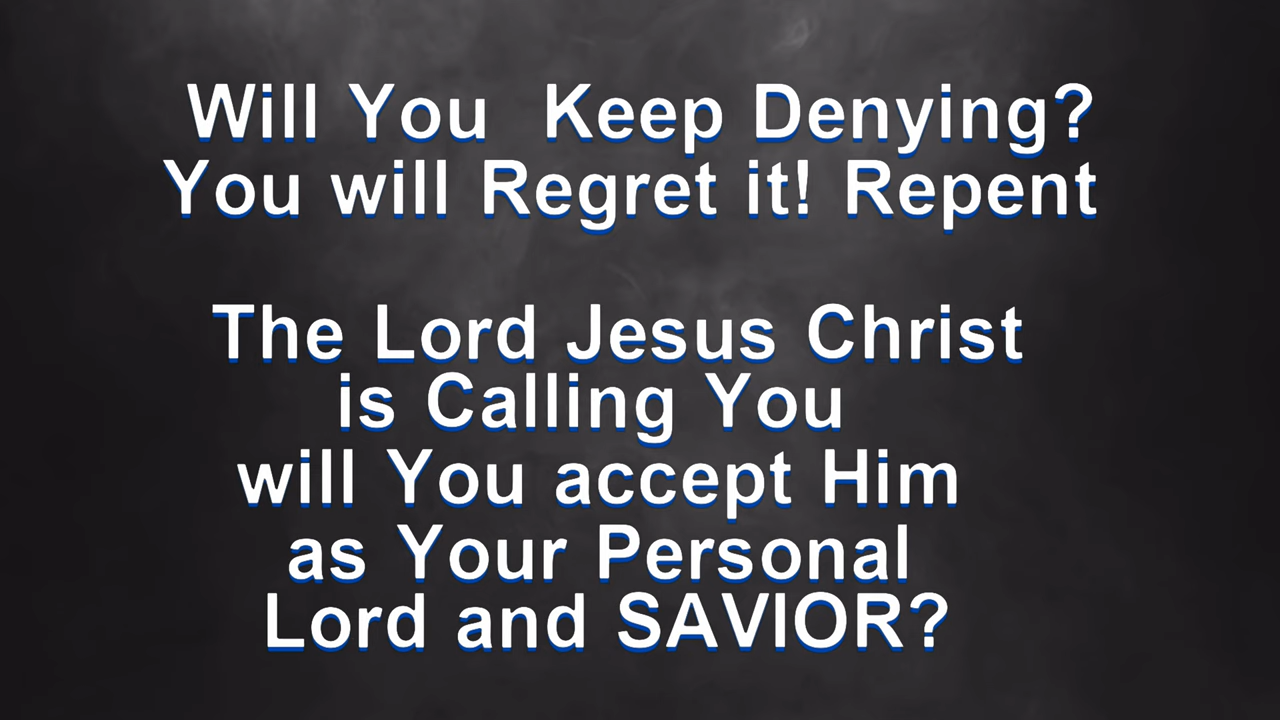 Will You Keep Denying?
You will Regret it! Repent
The Lord Jesus Christ
is Calling You
will You accept Him
as Your Personal
Lord and SAVIOR?